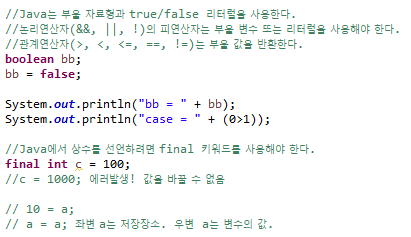 //Java는 부울 자료형과 true/false 리터럴을 사용한다.
//논리연산자(&&, ||, !)의 피연산자는 부울 변수 또는 리터럴을 사용해야 한다.
//관계연산자(>, <, <=, ==, !=)는 부울 값을 반환한다.
boolean bb;
bb = false;
System.out.println("bb = " + bb);
System.out.println("case = " + (0>1));
//Java에서 상수를 선언하려면 final 키워드를 사용해야 한다.
final int c = 100;
//c = 1000; 에러발생! 값을 바꿀 수 없음
// 10 = a;
// a = a; 좌변 a는 저장장소. 우변 a는 변수의 값.